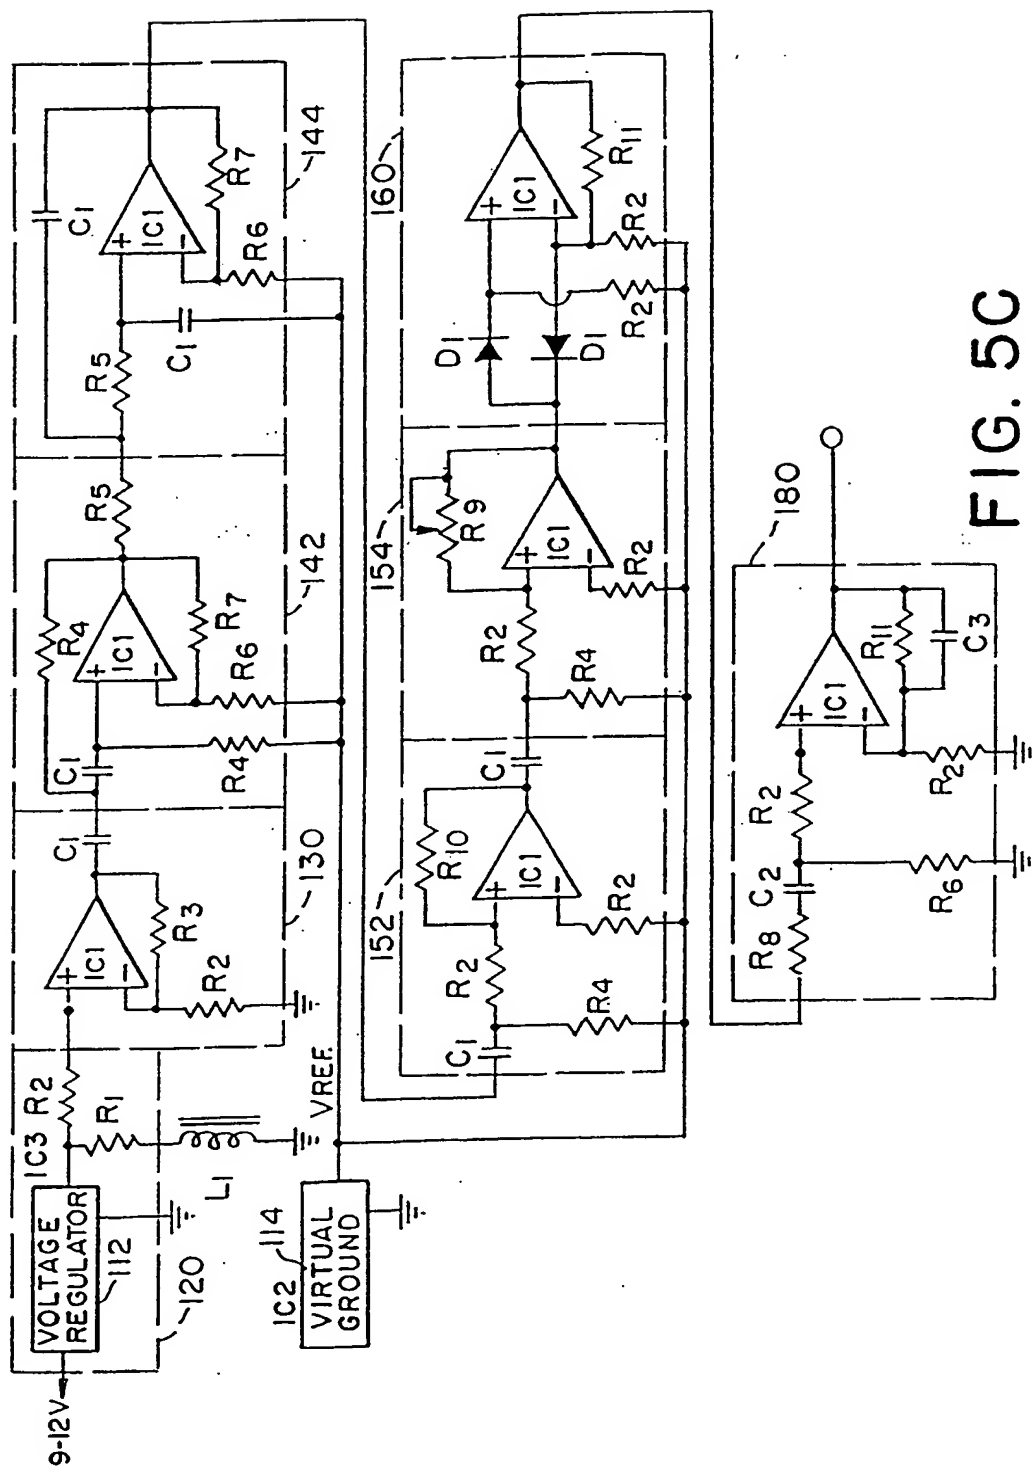 9-12V
VOLTAGE
REGULATOR
112
120
IC3
R2
R1
L1
IC2
114
VIRTUAL
GROUND
VREF.
+
IC1
-
R3
R2
130
C1
C1
R4
R4
+
IC1
-
R7
R6
142
R5
R5
C1
C1
+
IC1
-
R7
R6
144
152
C1
R2
R4
R10
+
IC1
-
R2
C1
154
R4
R2
R9
+
IC1
-
R2
160
D1
D1
R2
+
IC1
-
R11
R2
180
R8
C2
R6
R2
+
IC1
-
R2
R11
C3
FIG. 5C